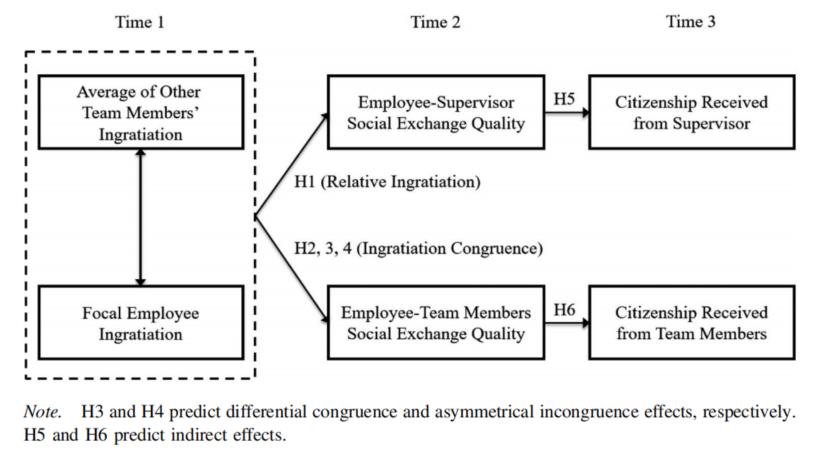 Time 1
Time 2
Time 3
Average of Other
Team Members'
Ingratiation
Employee-Supervisor
Social Exchange Quality
H5
Citizenship Received
from Supervisor
H1 (Relative Ingratiation)
H2, 3, 4 (Ingratiation Congruence)
Focal Employee
Ingratiation
Employee-Team Members
Social Exchange Quality
H6
Citizenship Received
from Team Members
Note. H3 and H4 predict differential congruence and asymmetrical incongruence effects, respectively.
H5 and H6 predict indirect effects.